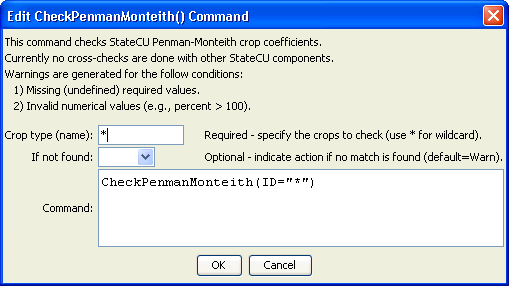 Edit CheckPenmanMonteith() Command
This command checks StateCU Penman-Monteith crop coefficients.
Currently no cross-checks are done with other StateCU components.
Warnings are generated for the follow conditions:
1) Missing (undefined) required values.
2) Invalid numerical values (e.g., percent > 100).
Crop type (name): * Required - specify the crops to check (use * for wildcard).
If not found: Optional - indicate action if no match is found (default=Warn).
Command: CheckPenmanMonteith(ID="*")
OK Cancel